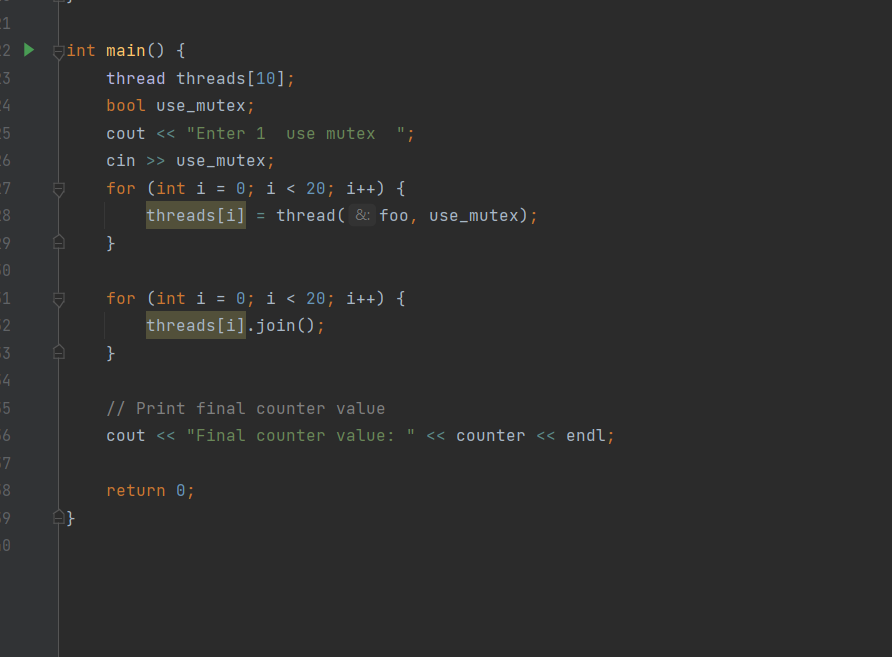 21
22 int main() {
23 thread threads[10];
24 bool use_mutex;
25 cout << "Enter 1  use mutex  ";
26 cin >> use_mutex;
27 for (int i = 0; i < 20; i++) {
28 threads[i] = thread( &: foo, use_mutex);
29 }
30
31 for (int i = 0; i < 20; i++) {
32 threads[i].join();
33 }
34
35 // Print final counter value
36 cout << "Final counter value: " << counter << endl;
37
38 return 0;
39 }
40